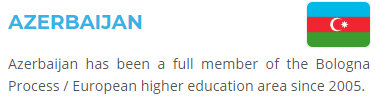 AZERBAIJAN
Azerbaijan has been a full member of the Bologna
Process / European higher education area since 2005.